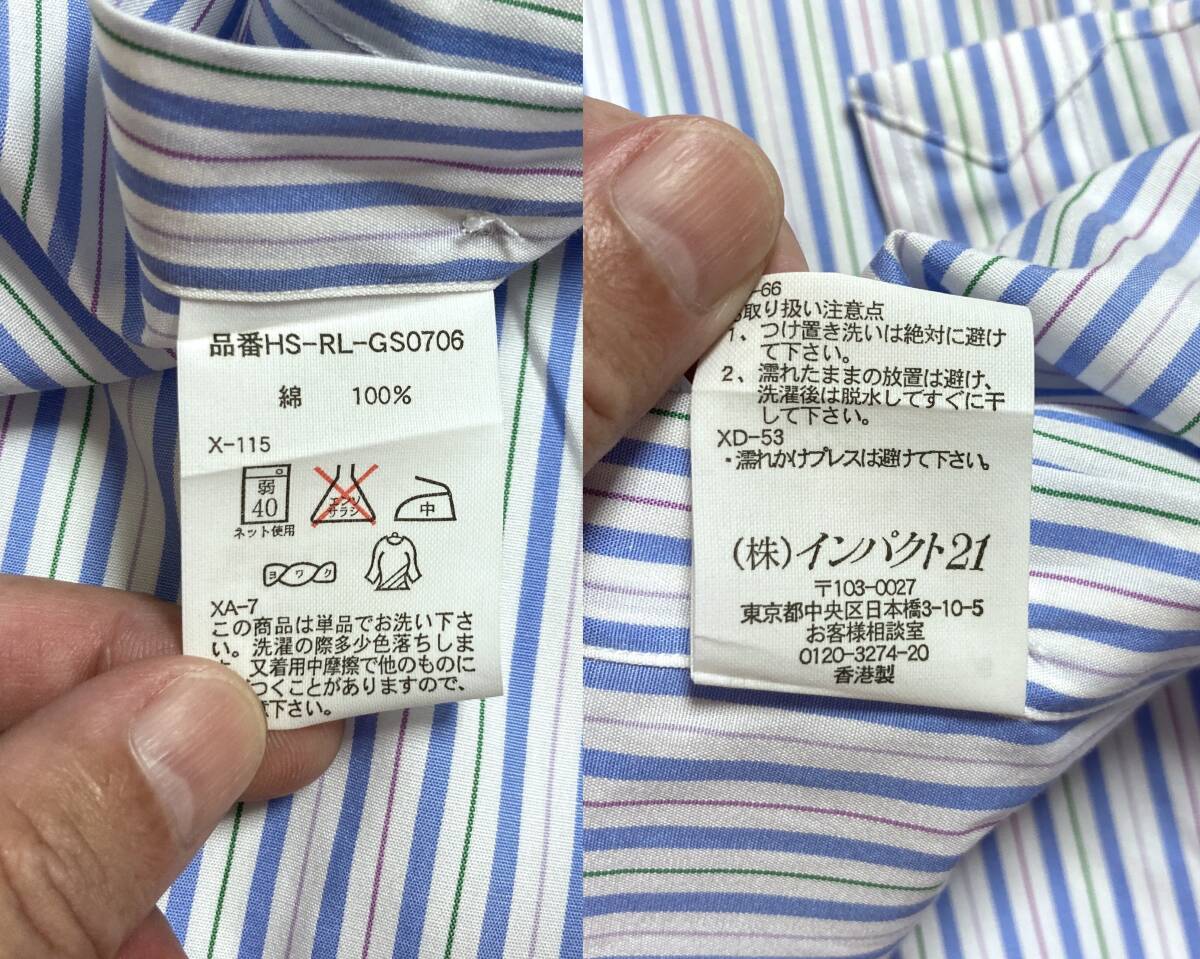 品番HS-RL-GS0706
綿 100%
X-115
弱
40
ネット使用
エンソ
サラシ
中
ヨワク
XA-7
この商品は単品でお洗い下さ
い。洗濯の際多少色落ちしま
又着用中摩擦で他のものに
つくことがありますので、
下さい。
-66
取り扱い注意点
1、つけ置き洗いは絶対に避け
て下さい。
2、濡れたままの放置は避け、
洗濯後は脱水してすぐに干
して下さい。
XD-53
・濡れかけプレスは避けて下さい。
(株)インパクト21
〒103-0027
東京都中央区日本橋3-10-5
お客様相談室
0120-3274-20
香港製